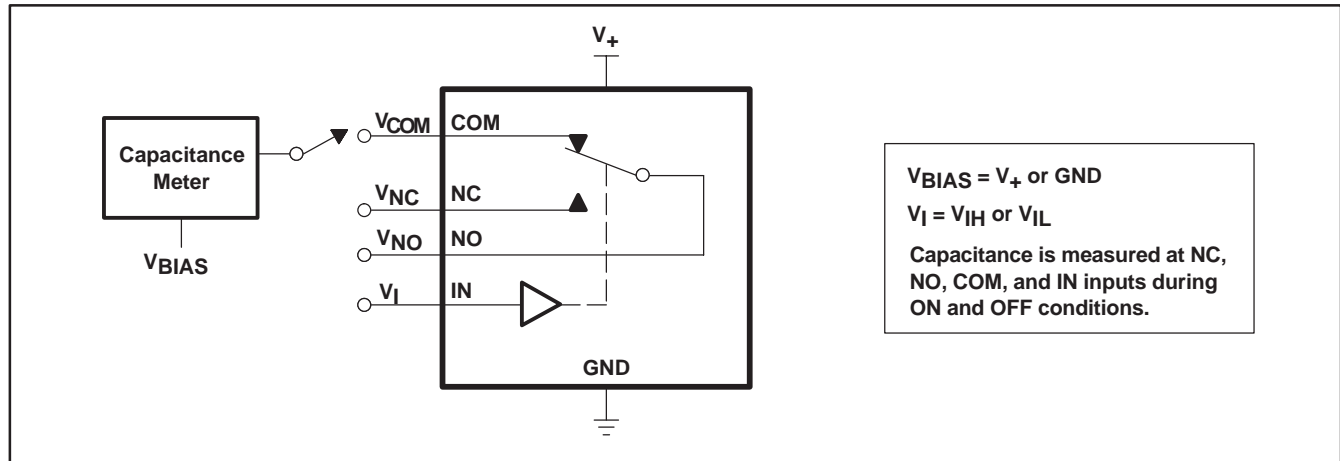 V+
VCOM COM
Capacitance
Meter
VBIAS
VNC NC
VNO NO
VI IN
GND
VBIAS = V+ or GND
VI = VIH or VIL
Capacitance is measured at NC,
NO, COM, and IN inputs during
ON and OFF conditions.